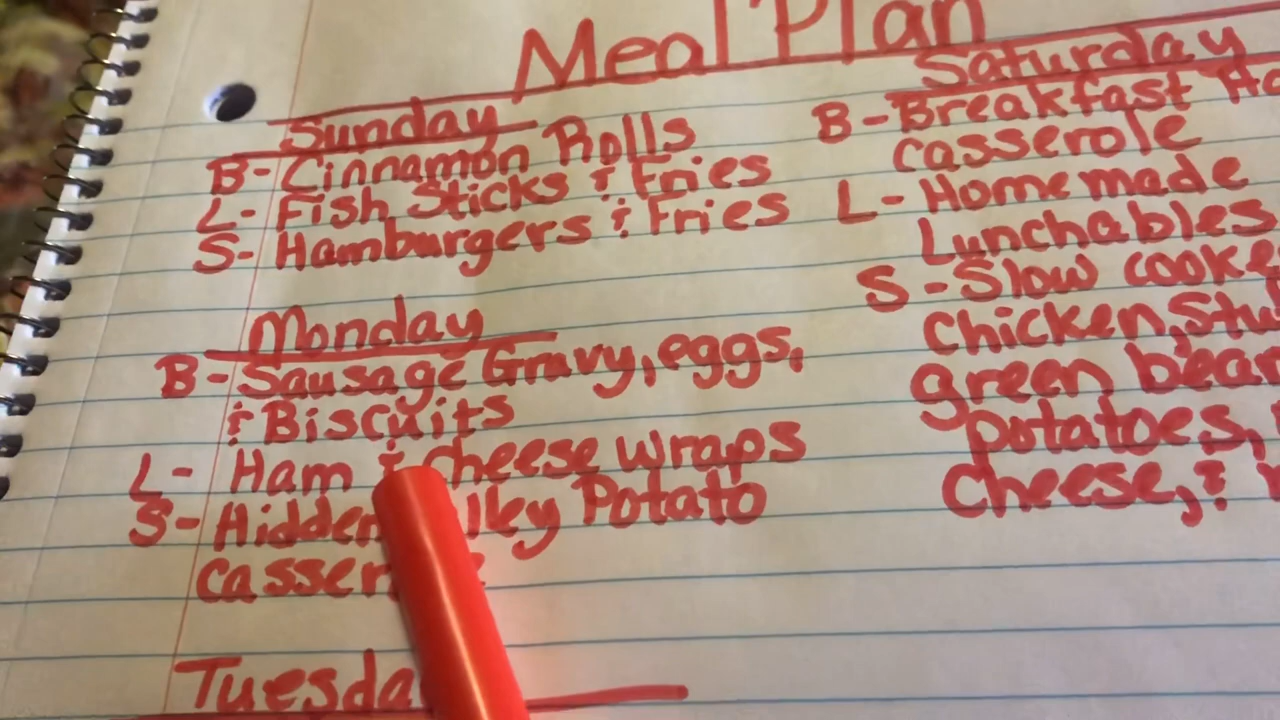 Meal Plan
Sunday
B- Cinnamon Rolls
L- Fish Sticks & Fries
S- Hamburgers & Fries
Monday
B- Sausage Gravy, eggs,
& Biscuits
L- Ham & Cheese wraps
S- Hidden Potato
Saturday
B- Breakfast
casserole
L- Homemade
Lunchables
S- Slow
Chicken,
green
potatoes,
Cheese, &